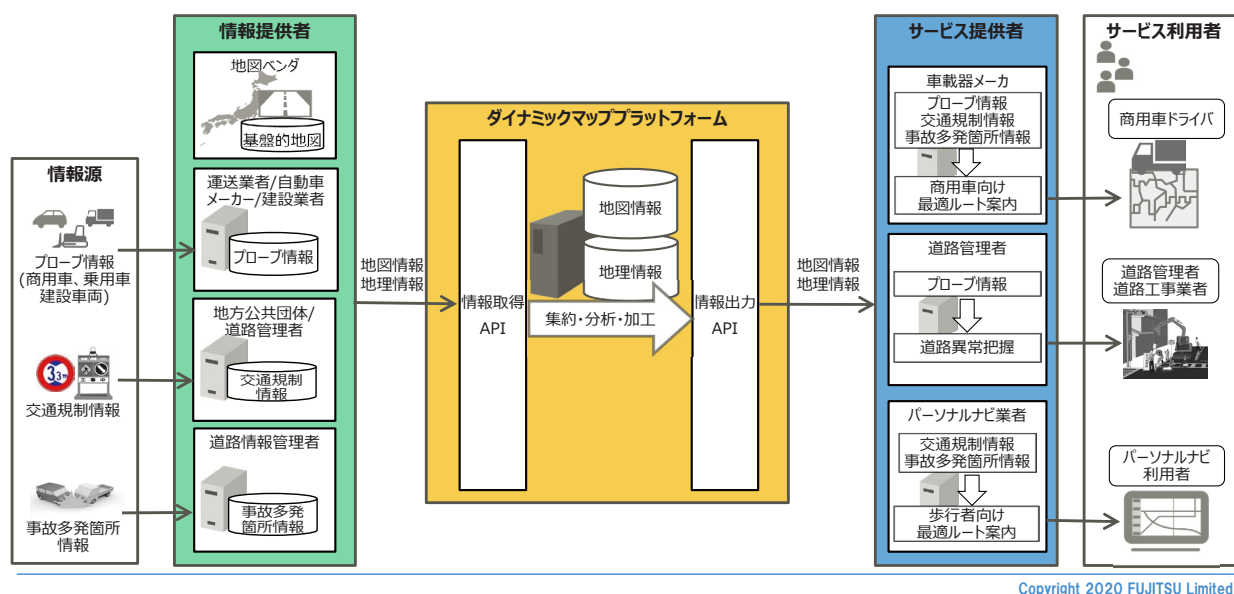 情報源
プローブ情報
(商用車、乗用車
建設車両)
3.3m
工事中
交通規制情報
事故多発箇所
情報
情報提供者
地図ベンダ
基盤的地図
運送業者/自動車
メーカー/建設業者
プローブ情報
地方公共団体/
道路管理者
交通規制
情報
道路情報管理者
事故多発
箇所情報
地図情報
地理情報
ダイナミックマッププラットフォーム
情報取得
API
地図情報
地理情報
集約・分析・加工
情報出力
API
地図情報
地理情報
サービス提供者
車載器メーカ
プローブ情報
交通規制情報
事故多発箇所情報
商用車向け
最適ルート案内
道路管理者
プローブ情報
道路異常把握
パーソナルナビ業者
交通規制情報
事故多発箇所情報
歩行者向け
最適ルート案内
サービス利用者
商用車ドライバ
道路管理者
道路工事業者
パーソナルナビ
利用者
Copyright 2020 FUJITSU Limited